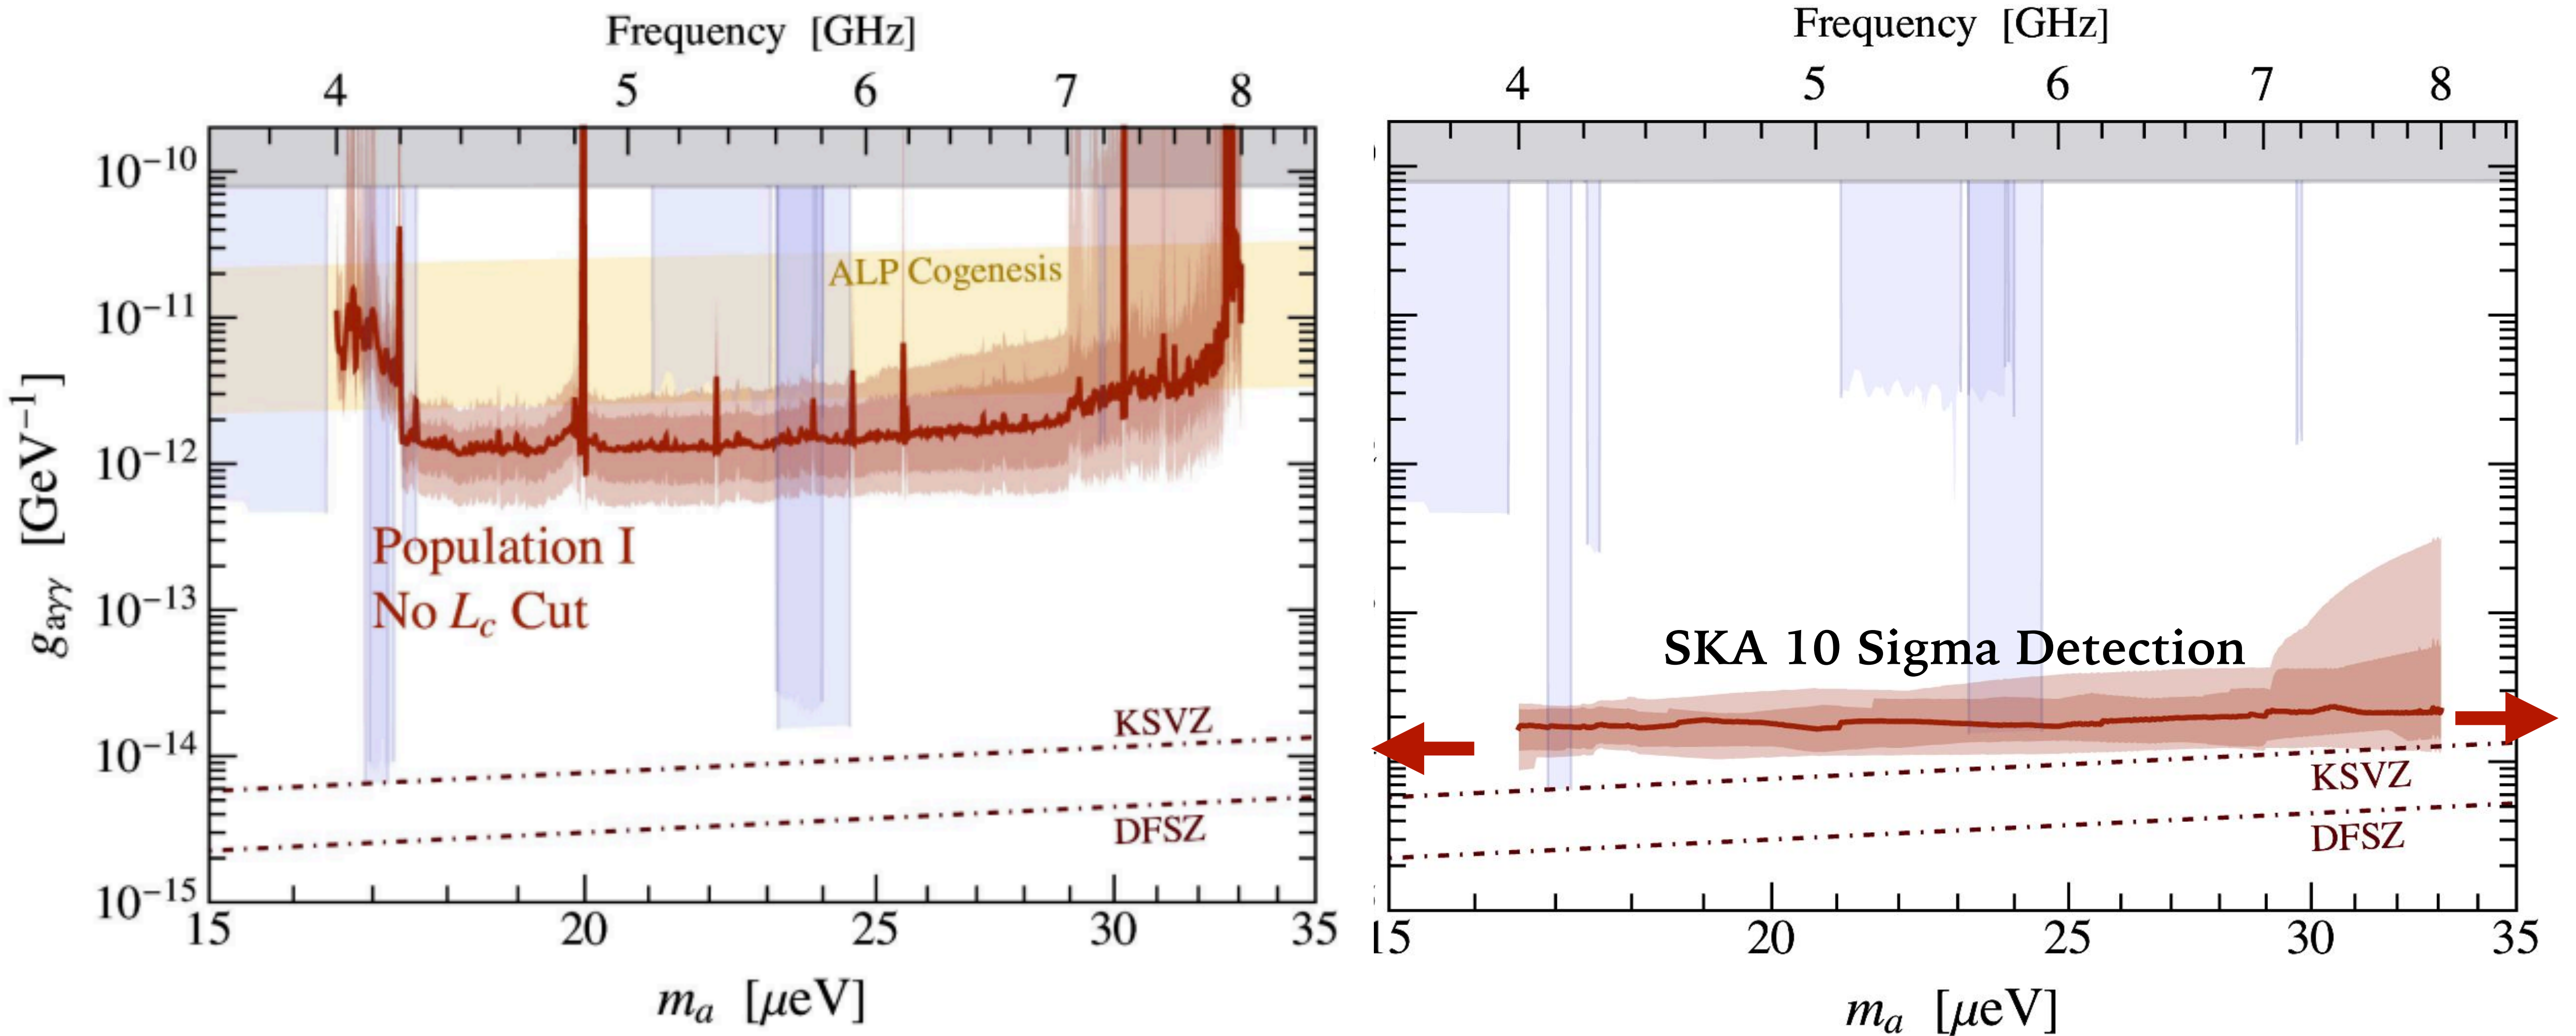 Frequency [GHz]
4 5 6 7 8
10⁻¹⁰
10⁻¹¹
10⁻¹²
10⁻¹³
10⁻¹⁴
10⁻¹⁵
g_{aγγ} [GeV⁻¹]
ALP Cogenesis
Population I
No L_c Cut
KSVZ
DFSZ
15 20 25 30 35
m_a [μeV]
Frequency [GHz]
4 5 6 7 8
SKA 10 Sigma Detection
KSVZ
DFSZ
15 20 25 30 35
m_a [μeV]